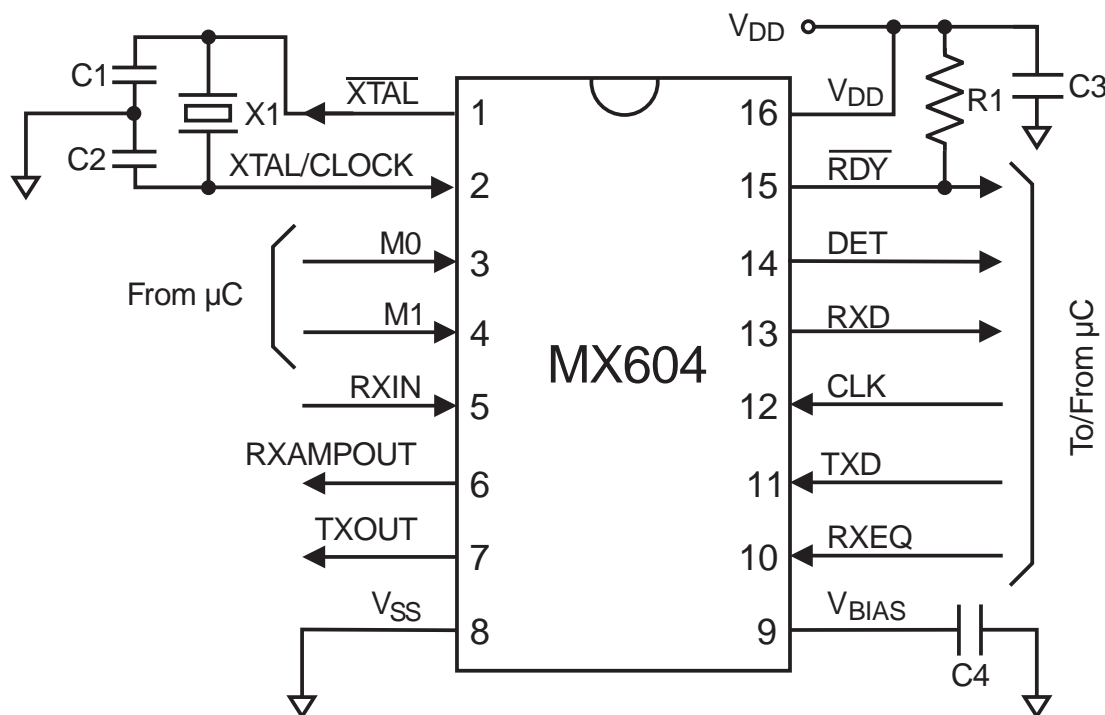 VDD
C1
X1
C2
XTAL
XTAL/CLOCK
1
2
From µC
M0
M1
3
4
RXIN
5
RXAMPOUT
6
TXOUT
7
VSS
8
MX604
VDD
16
R1
C3
RDY
15
DET
14
RXD
13
CLK
12
TXD
11
RXEQ
10
VBIAS
9
C4
To/From µC